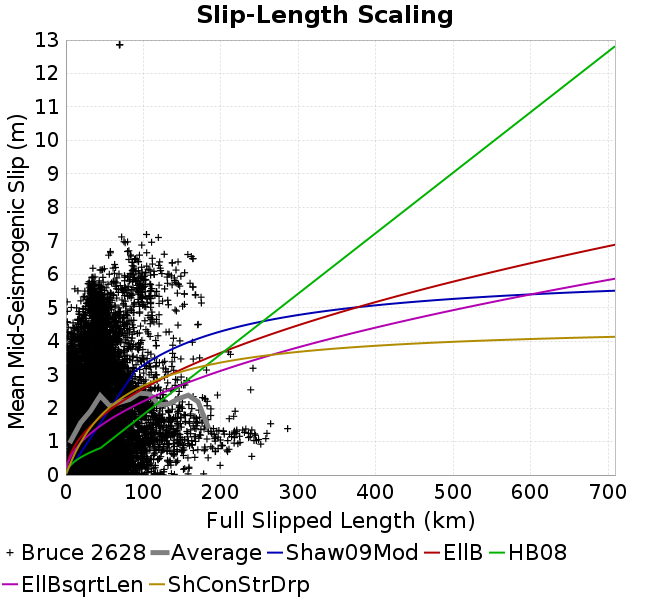 Slip-Length Scaling
Mean Mid-Seismogenic Slip (m)
13
12
11
10
9
8
7
6
5
4
3
2
1
0
0 100 200 300 400 500 600 700
Full Slipped Length (km)
Bruce 2628 Average Shaw09Mod EllB HB08
EllBsqrtLen ShConStrDrp